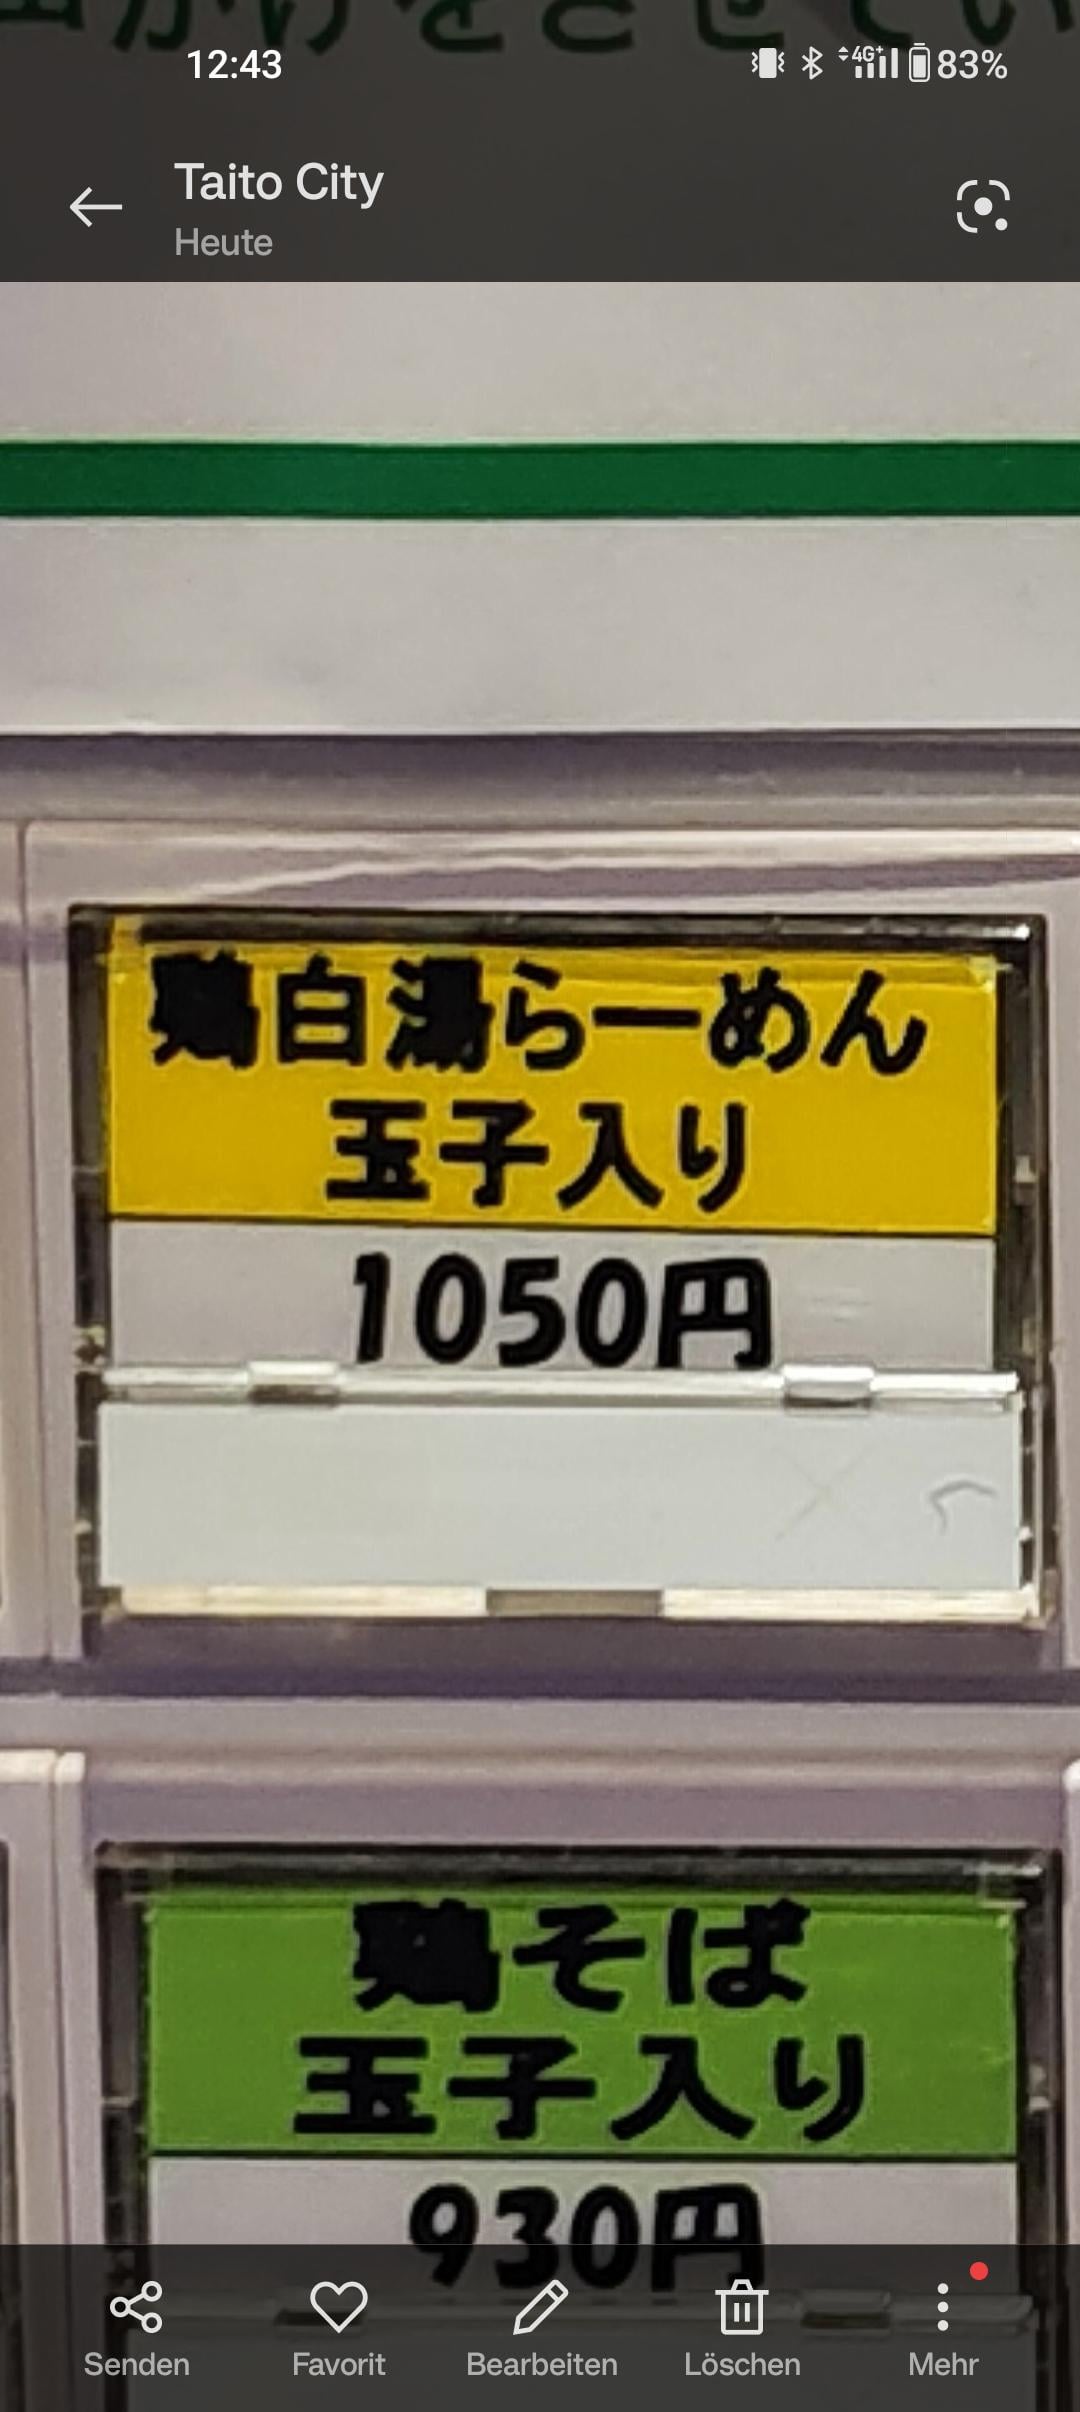 12:43
4G+
83%
Taito City
Heute
鶏白湯らーめん
玉子入り
1050円
鶏そば
玉子入り
930円
Senden
Favorit
Bearbeiten
Löschen
Mehr